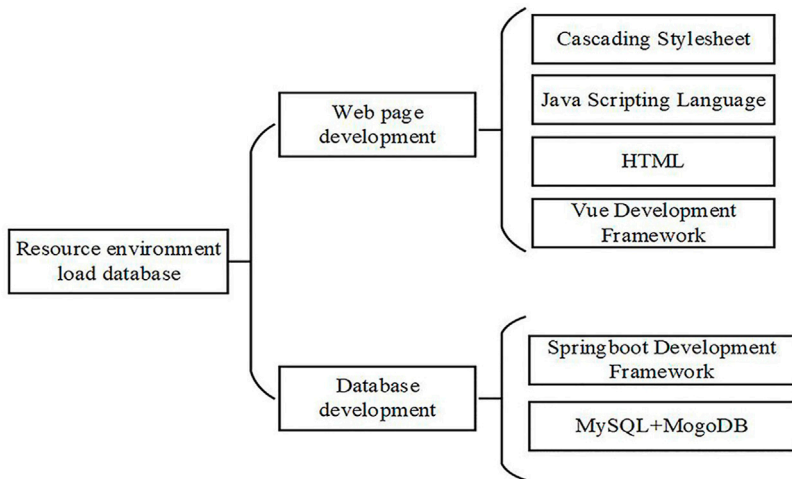 Resource environment
load database
Web page
development
Cascading Stylesheet
Java Scripting Language
HTML
Vue Development
Framework
Database
development
Springboot Development
Framework
MySQL+MogoDB